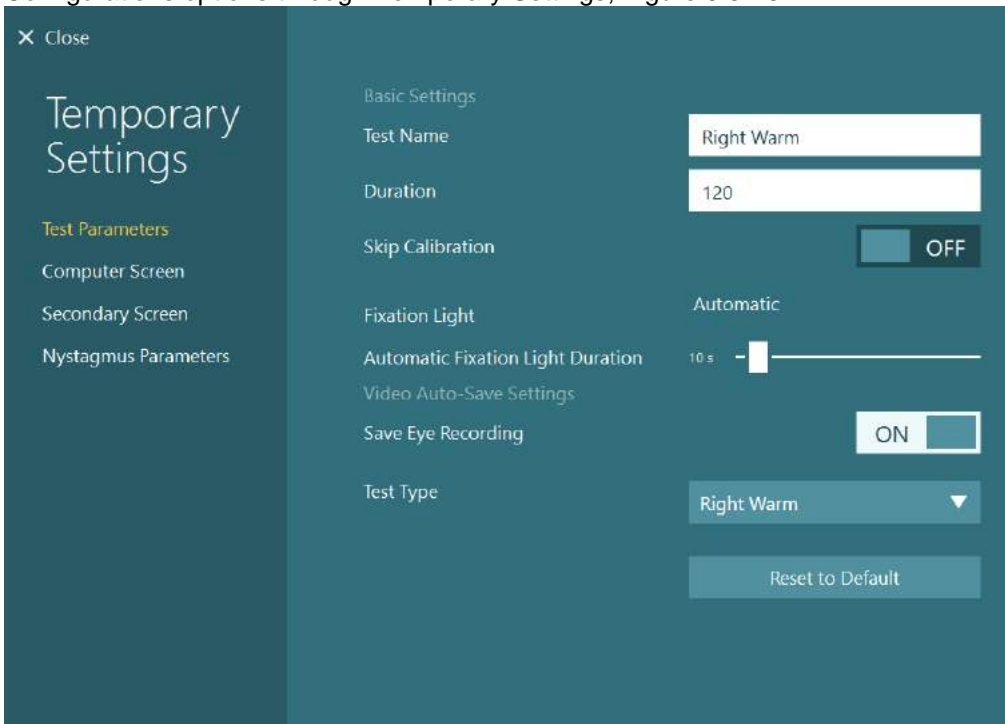 ✕ Close
Temporary
Settings
Test Parameters
Computer Screen
Secondary Screen
Nystagmus Parameters
Basic Settings
Test Name Right Warm
Duration 120
Skip Calibration OFF
Fixation Light Automatic
Automatic Fixation Light Duration 10 s
Video Auto-Save Settings
Save Eye Recording ON
Test Type Right Warm
Reset to Default